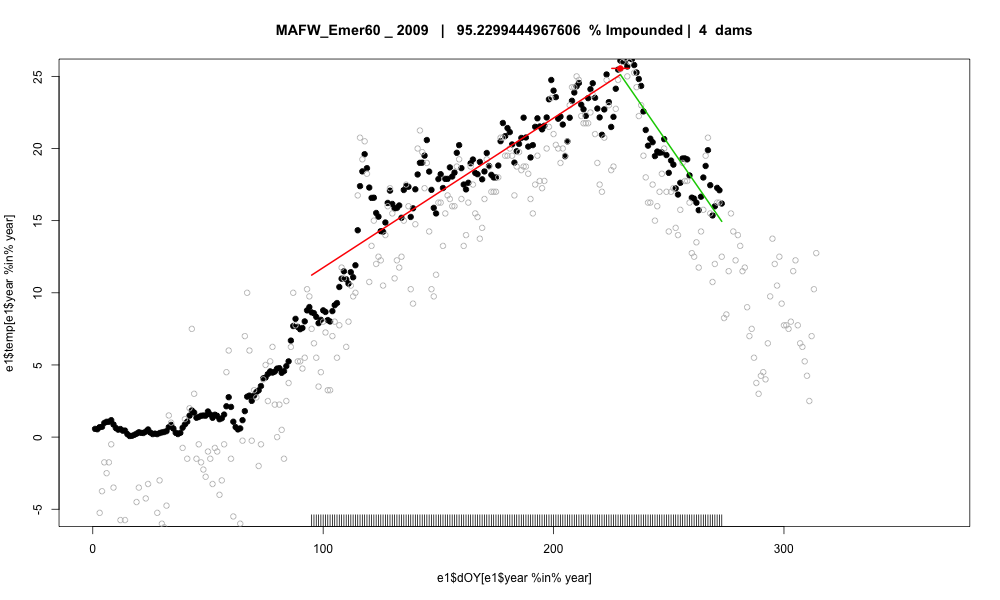 MAFW_Emer60 _ 2009 | 95.2299444967606 % Impounded | 4 dams
e1$temp[e1$year %in% year]
25
20
15
10
5
0
-5
0 100 200 300
e1$dOY[e1$year %in% year]